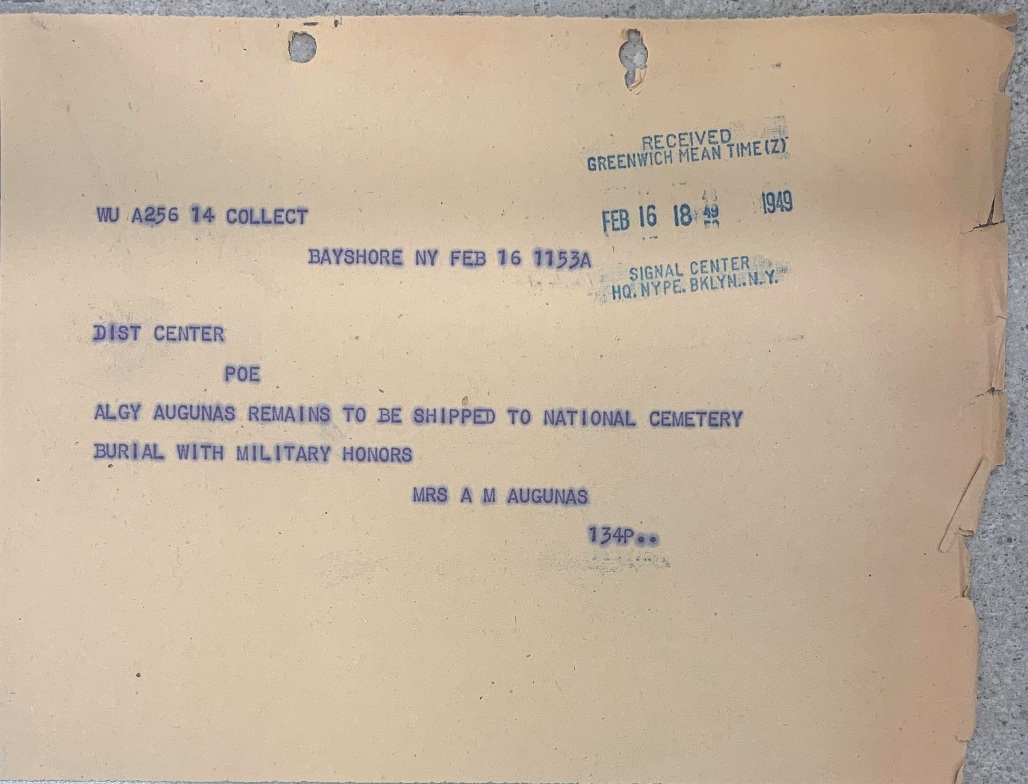 RECEIVED
GREENWICH MEAN TIME (Z)
FEB 16 18 49 1949
SIGNAL CENTER
HQ. NYPE. BKLYN., N.Y.
WU A256 14 COLLECT
BAYSHORE NY FEB 16 1153A
DIST CENTER
POE
ALGY AUGUNAS REMAINS TO BE SHIPPED TO NATIONAL CEMETERY
BURIAL WITH MILITARY HONORS
MRS A M AUGUNAS
134P..